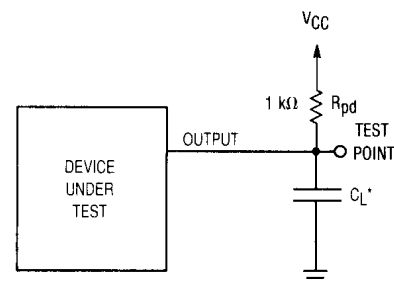 VCC
1 kΩ Rpd
TEST
POINT
OUTPUT
DEVICE
UNDER
TEST
CL*